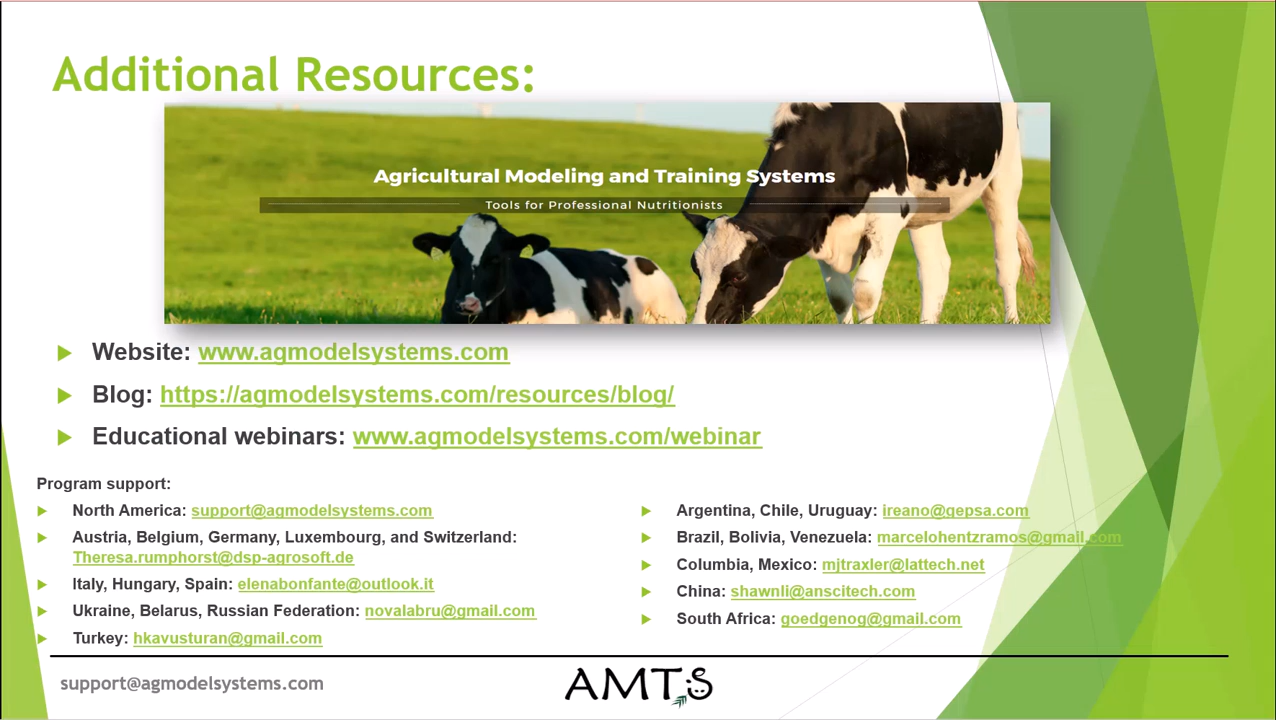 Additional Resources:
Agricultural Modeling and Training Systems
Tools for Professional Nutritionists
Website: www.agmodelsystems.com
Blog: https://agmodelsystems.com/resources/blog/
Educational webinars: www.agmodelsystems.com/webinar
Program support:
North America: support@agmodelsystems.com
Austria, Belgium, Germany, Luxembourg, and Switzerland:
Theresa.rumphorst@dsp-agrosoft.de
Italy, Hungary, Spain: elenabonfante@outlook.it
Ukraine, Belarus, Russian Federation: novalabru@gmail.com
Turkey: hkavusturan@gmail.com
Argentina, Chile, Uruguay: ireano@gepsa.com
Brazil, Bolivia, Venezuela: marcelohentzramos@gmail.com
Columbia, Mexico: mjtraxler@lattech.net
China: shawnli@anscitech.com
South Africa: goedgenog@gmail.com
support@agmodelsystems.com
AMTS